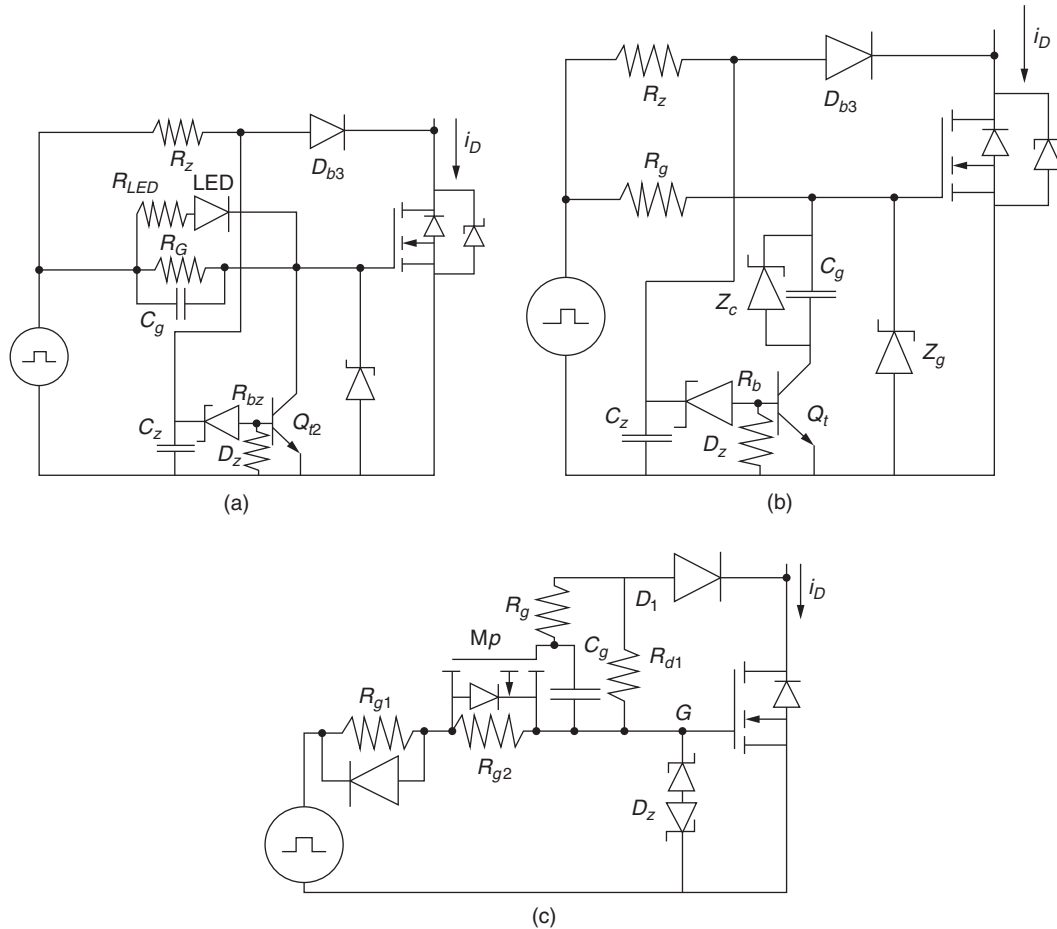 R_z
D_b3
i_D
R_LED
LED
R_G
C_g
R_bz
Q_t2
C_z
D_z
(a)
R_z
D_b3
i_D
R_g
Z_c
C_g
Z_g
R_b
Q_t
C_z
D_z
(b)
R_g
D_1
i_D
Mp
C_g
R_d1
R_g1
G
R_g2
D_z
(c)